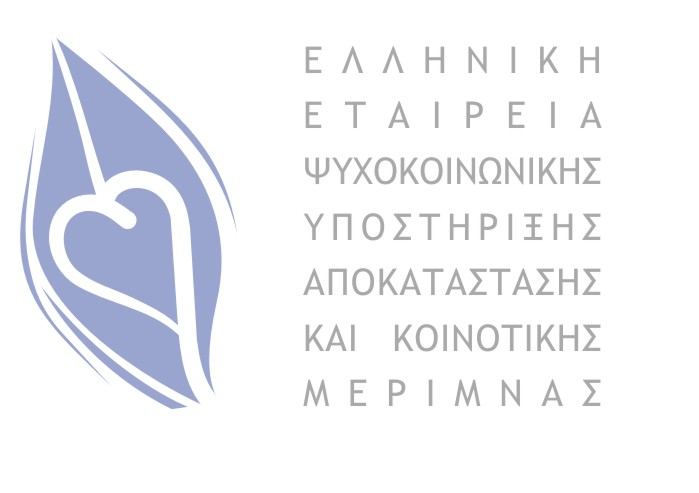 ΕΛΛΗΝΙΚΗ
ΕΤΑΙΡΕΙΑ
ΨΥΧΟΚΟΙΝΩΝΙΚΗΣ
ΥΠΟΣΤΗΡΙΞΗΣ
ΑΠΟΚΑΤΑΣΤΑΣΗΣ
ΚΑΙ ΚΟΙΝΟΤΙΚΗΣ
ΜΕΡΙΜΝΑΣ